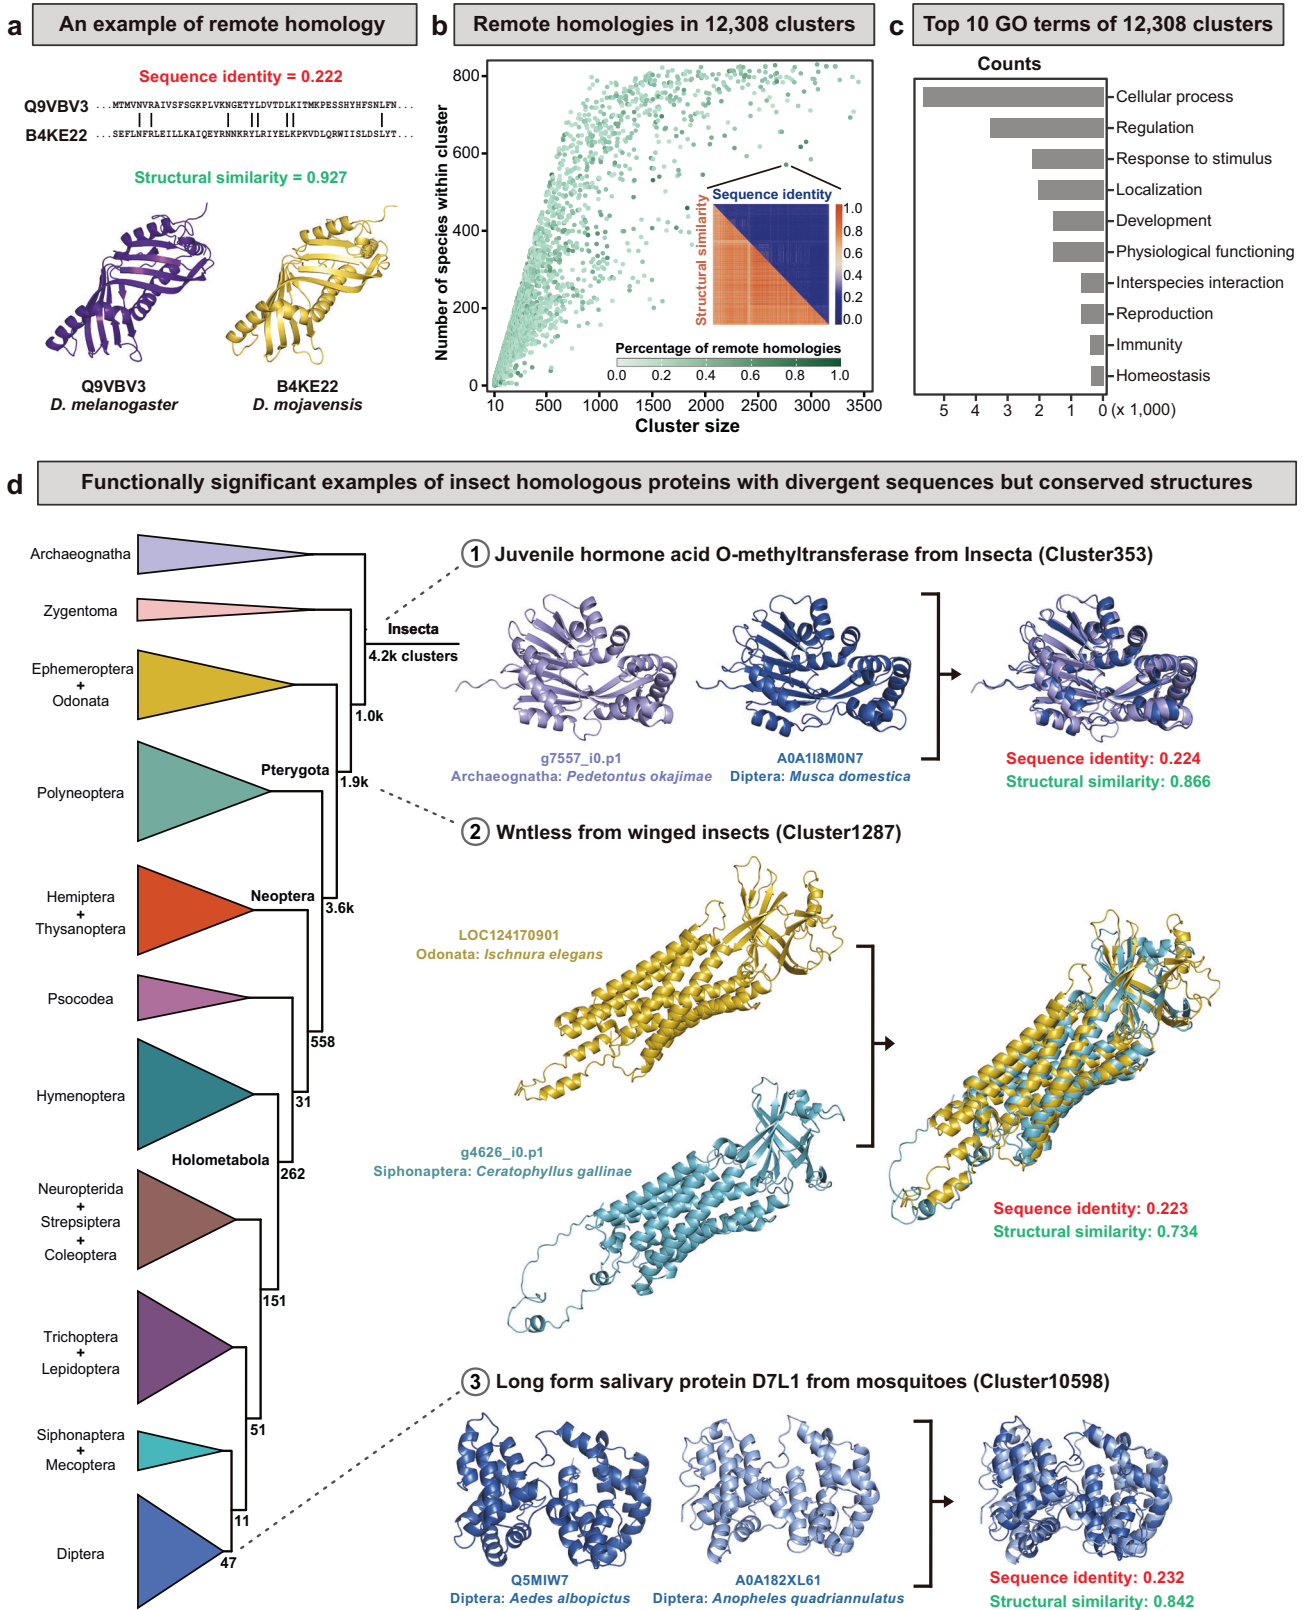 a An example of remote homology
Sequence identity = 0.222
Q9VBV3 ...MTMVNVRAIVSFSGKPLVKNGETYLDVTDLKITMKPESSHYHFSNLFN...
B4KE22 ...SEFLNFRLEILLKAIQEYRNNKRYLRIYELKPKVDLQRWIISLDSLYT...
Structural similarity = 0.927
Q9VBV3
D. melanogaster
B4KE22
D. mojavensis
b Remote homologies in 12,308 clusters
Number of species within cluster
800
600
400
200
0
Sequence identity
Structural similarity
1.0
0.8
0.6
0.4
0.2
0.0
Percentage of remote homologies
0.0 0.2 0.4 0.6 0.8 1.0
10 500 1000 1500 2000 2500 3000 3500
Cluster size
c Top 10 GO terms of 12,308 clusters
Counts
Cellular process
Regulation
Response to stimulus
Localization
Development
Physiological functioning
Interspecies interaction
Reproduction
Immunity
Homeostasis
5 4 3 2 1 0 (x 1,000)
d Functionally significant examples of insect homologous proteins with divergent sequences but conserved structures
Archaeognatha
Zygentoma
Ephemeroptera
+
Odonata
Polyneoptera
Hemiptera
+
Thysanoptera
Psocodea
Hymenoptera
Neuropterida
+
Strepsiptera
+
Coleoptera
Trichoptera
+
Lepidoptera
Siphonaptera
+
Mecoptera
Diptera
Insecta
4.2k clusters
1.0k
Pterygota
1.9k
Neoptera
3.6k
558
31
Holometabola
262
151
51
11
47
1 Juvenile hormone acid O-methyltransferase from Insecta (Cluster353)
g7557_i0.p1
Archaeognatha: Pedetontus okajimae
A0A1I8M0N7
Diptera: Musca domestica
Sequence identity: 0.224
Structural similarity: 0.866
2 Wntless from winged insects (Cluster1287)
LOC124170901
Odonata: Ischnura elegans
g4626_i0.p1
Siphonaptera: Ceratophyllus gallinae
Sequence identity: 0.223
Structural similarity: 0.734
3 Long form salivary protein D7L1 from mosquitoes (Cluster10598)
Q5MIW7
Diptera: Aedes albopictus
A0A182XL61
Diptera: Anopheles quadriannulatus
Sequence identity: 0.232
Structural similarity: 0.842